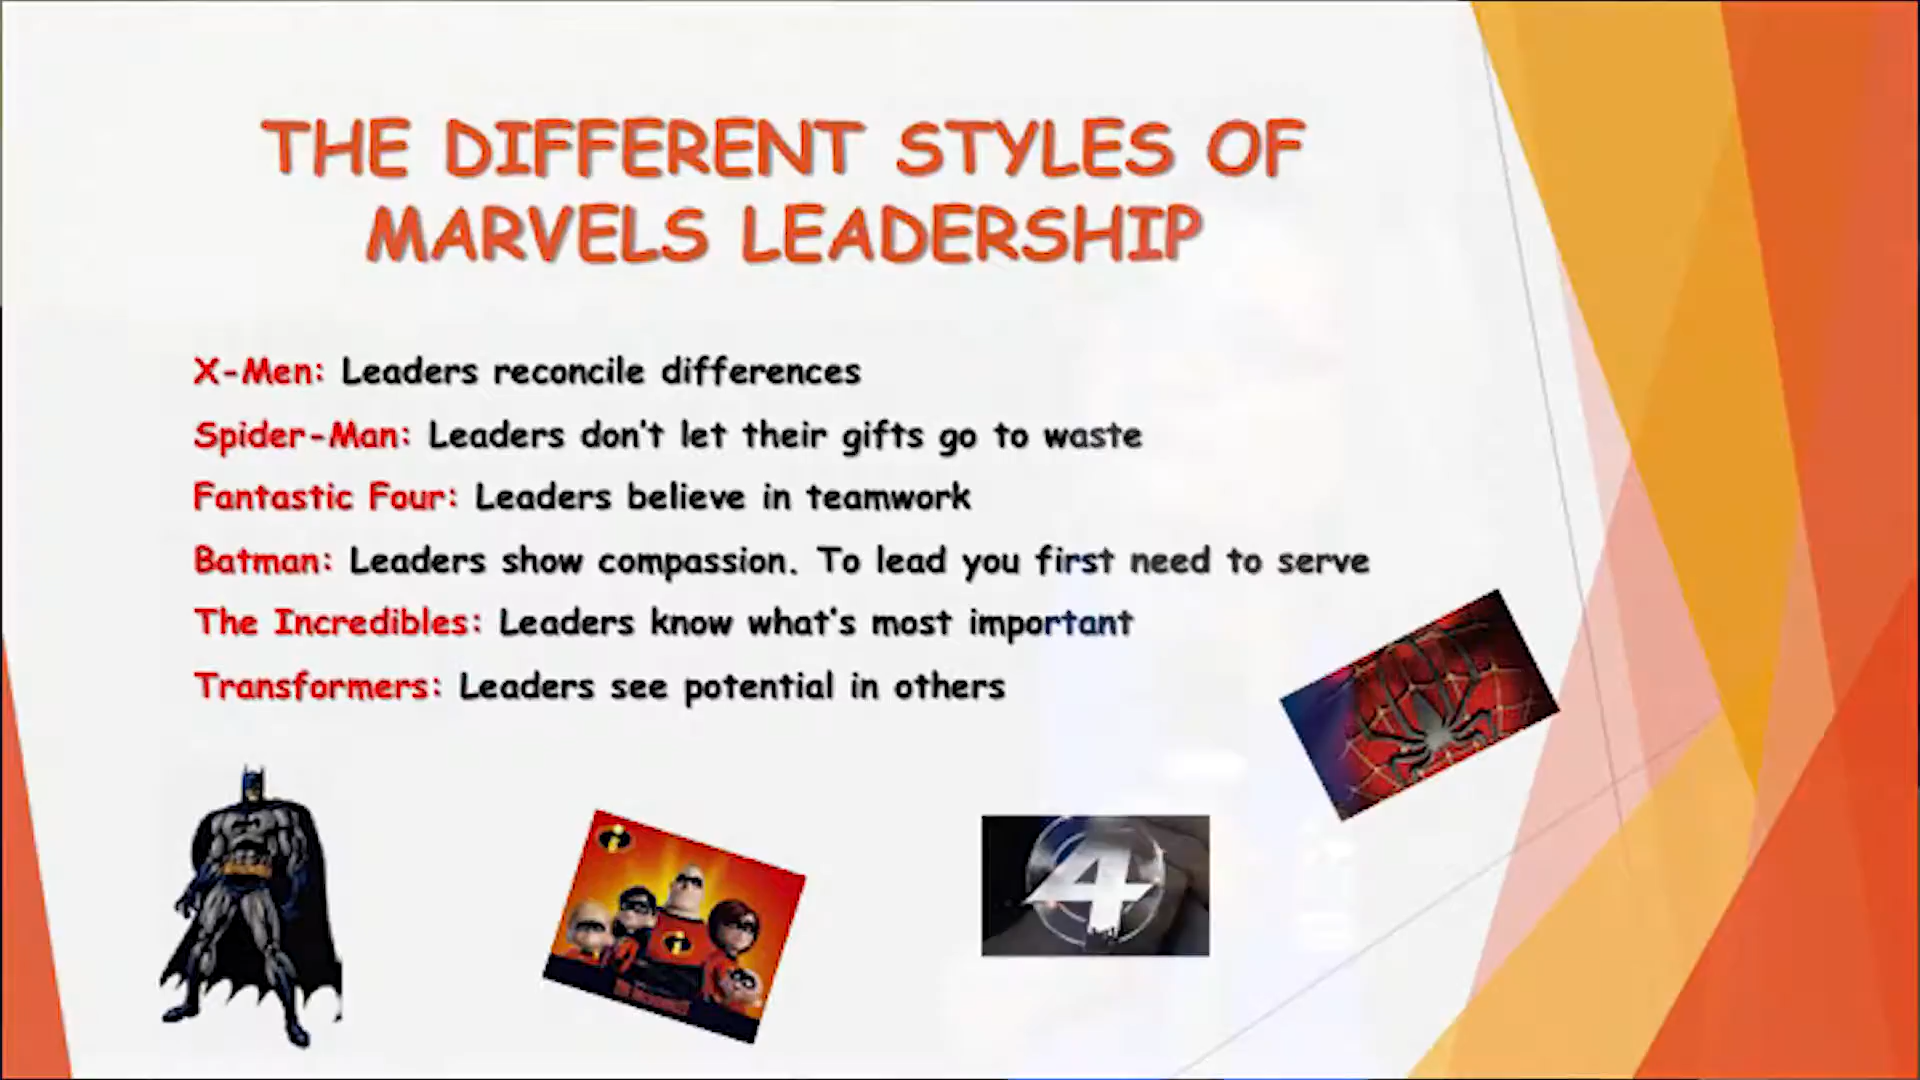 THE DIFFERENT STYLES OF
MARVELS LEADERSHIP
X-Men: Leaders reconcile differences
Spider-Man: Leaders don't let their gifts go to waste
Fantastic Four: Leaders believe in teamwork
Batman: Leaders show compassion. To lead you first need to serve
The Incredibles: Leaders know what's most important
Transformers: Leaders see potential in others
4